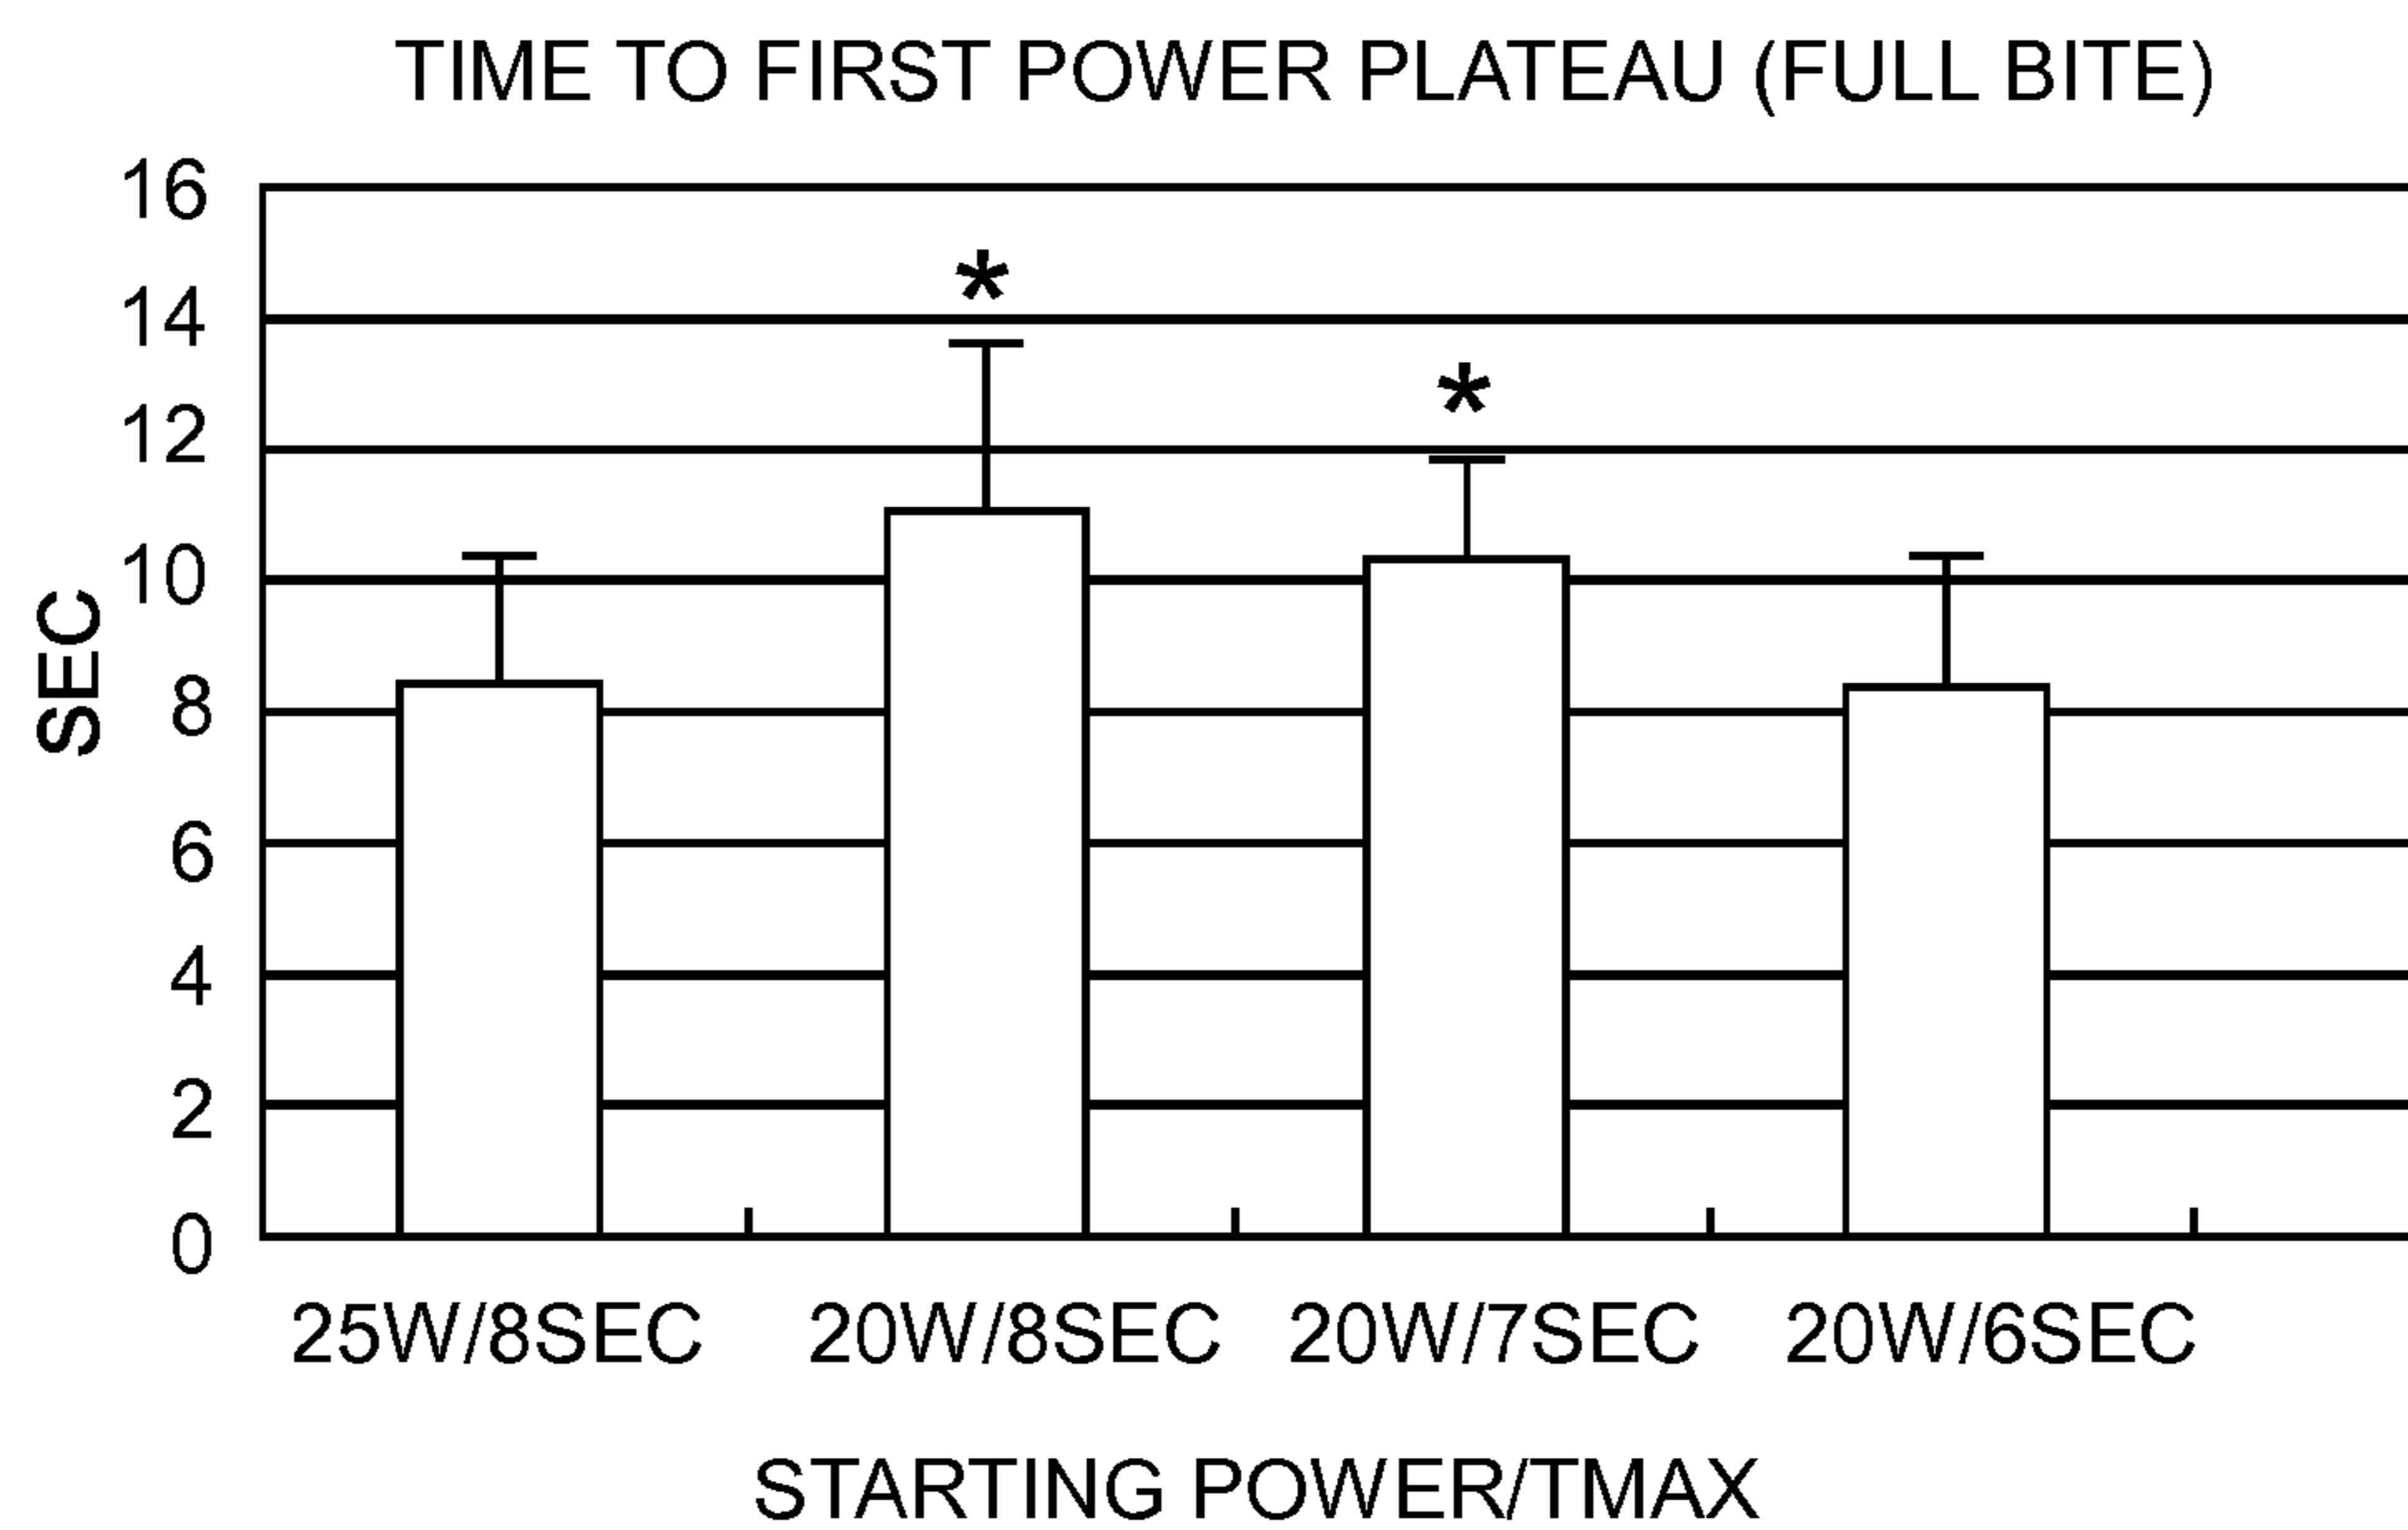 TIME TO FIRST POWER PLATEAU (FULL BITE)
16
14
12
10
8
6
4
2
0
SEC
*
*
25W/8SEC 20W/8SEC 20W/7SEC 20W/6SEC
STARTING POWER/TMAX